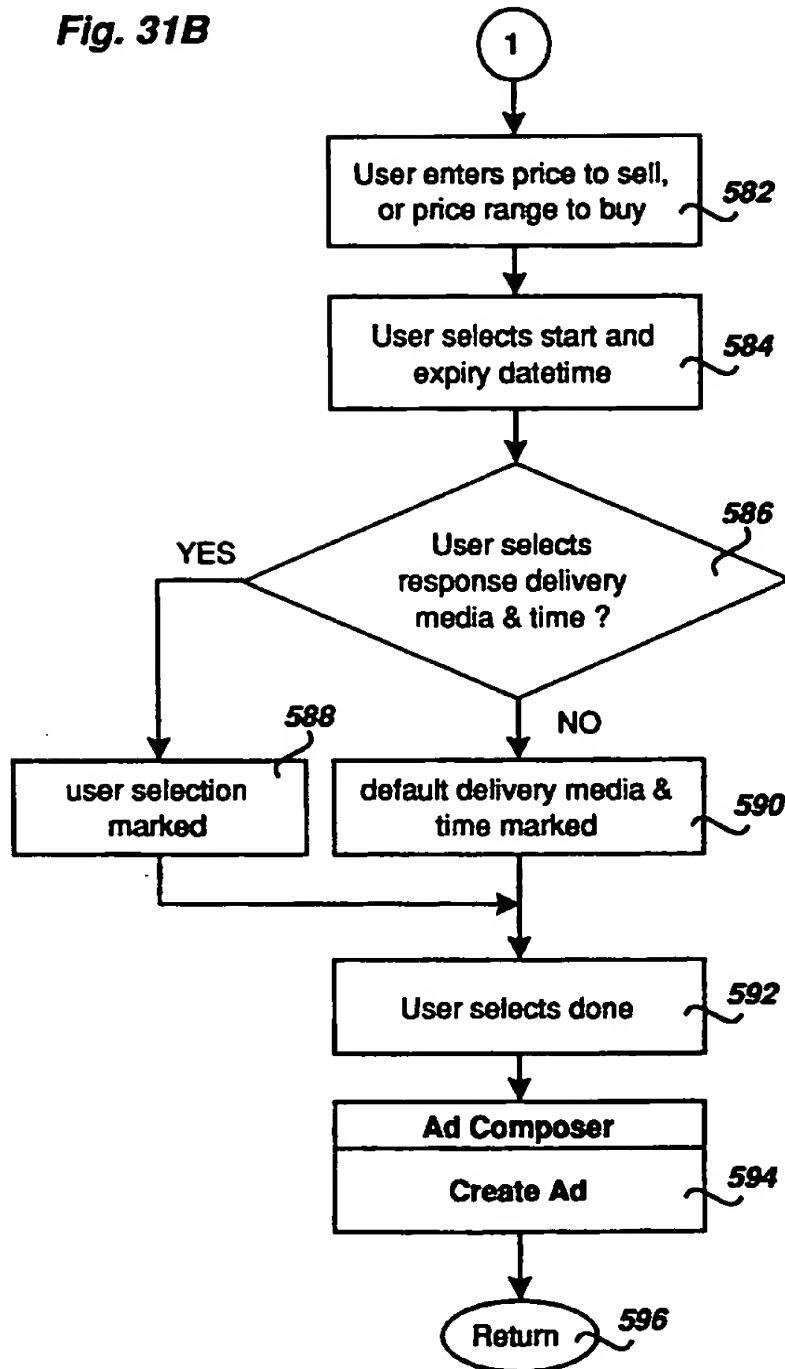 Fig. 31B
1
User enters price to sell,
or price range to buy
582
User selects start and
expiry datetime
584
586
YES
User selects
response delivery
media & time ?
588
NO
user selection
marked
default delivery media &
time marked
590
User selects done
592
Ad Composer
Create Ad
594
Return
596